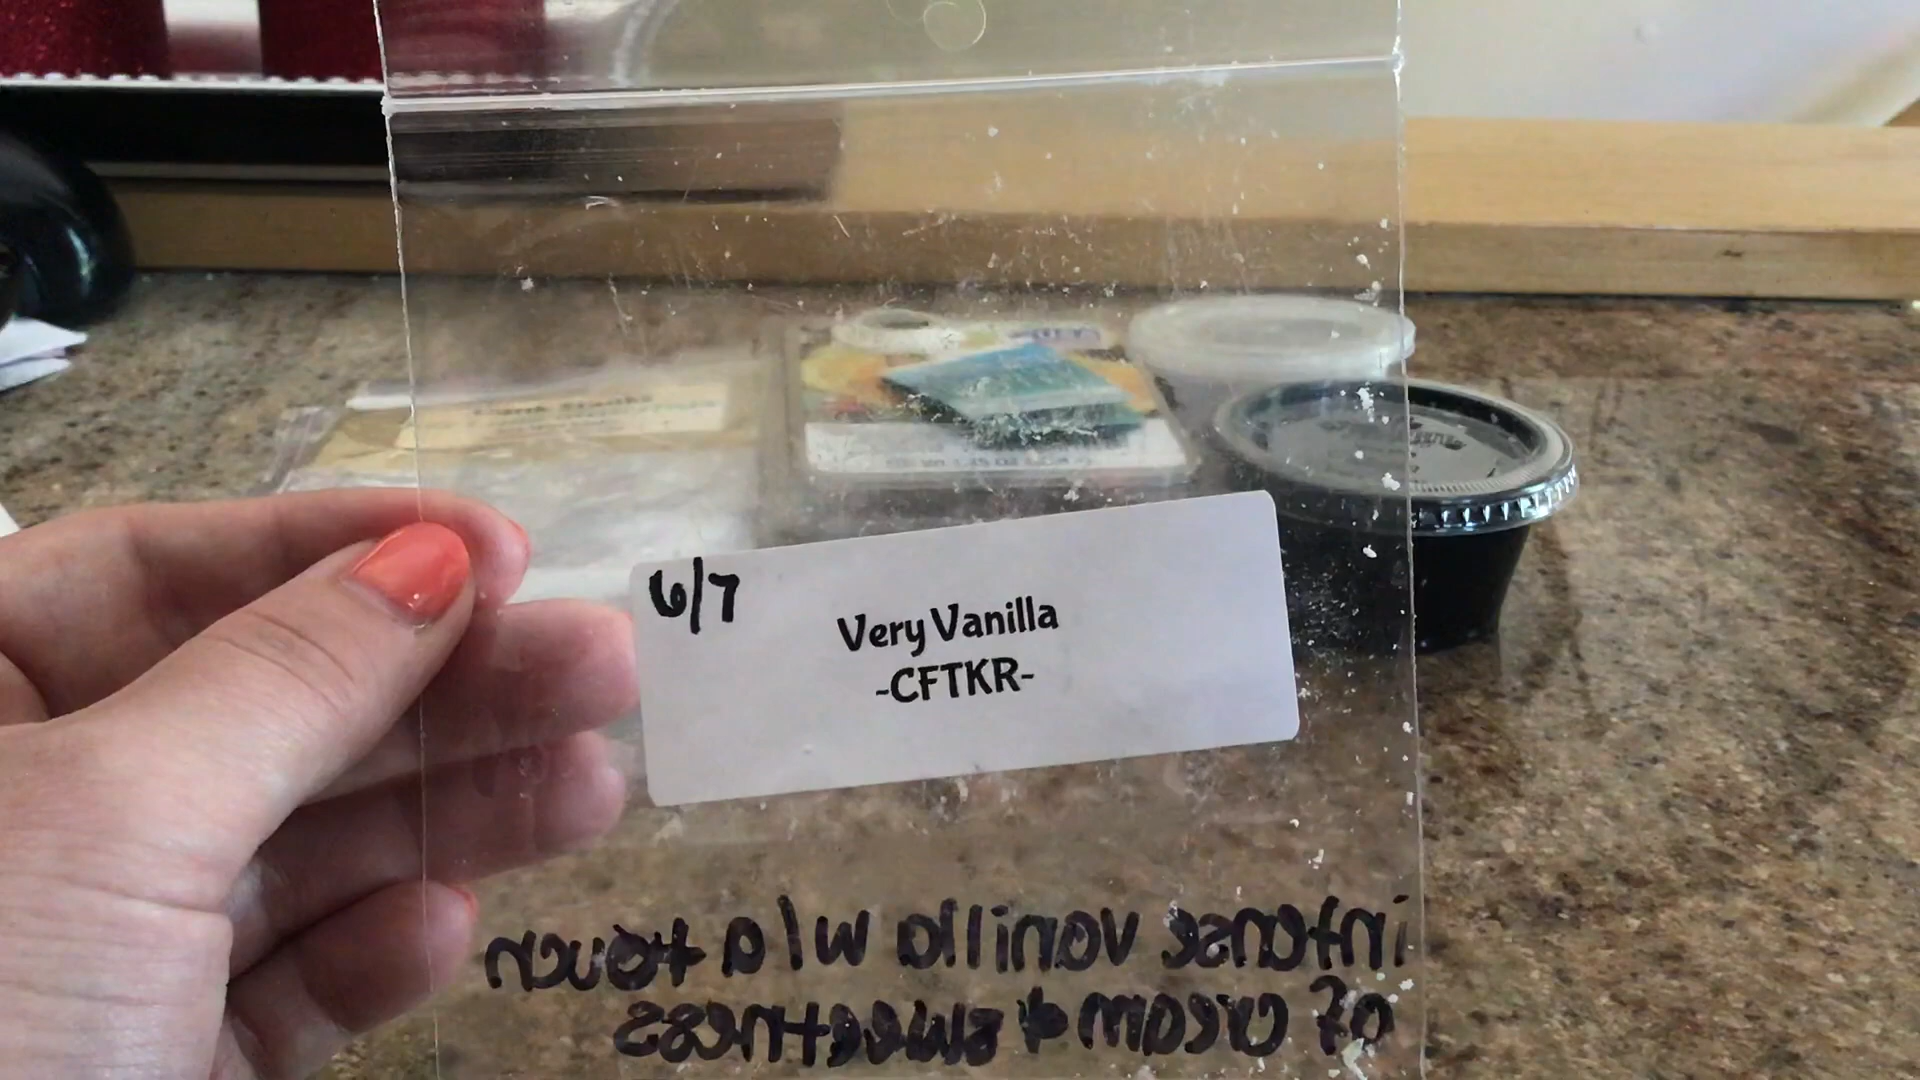 6/7
Very Vanilla
-CFTKR-
intense vanilla w/a touch
of cream & sweetness